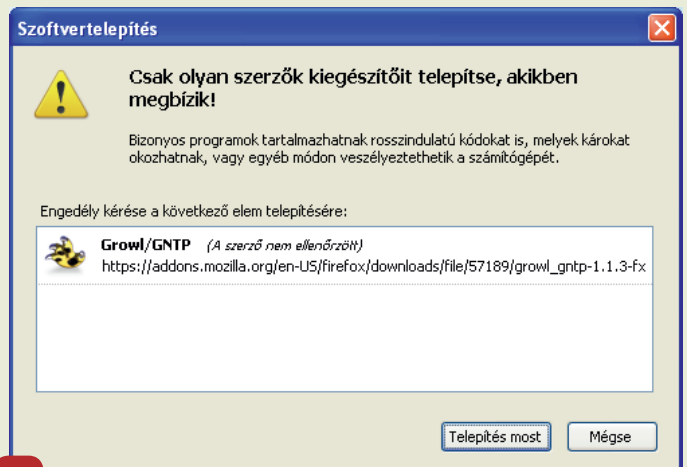 Szoftvertelepítés
Csak olyan szerzők kiegészítőit telepítse, akikben
megbízik!
Bizonyos programok tartalmazhatnak rosszindulatú kódokat is, melyek károkat
okozhatnak, vagy egyéb módon veszélyeztethetik a számítógépét.
Engedély kérése a következő elem telepítésére:
Growl/GNTP (A szerző nem ellenőrzött)
https://addons.mozilla.org/en-US/firefox/downloads/file/57189/growl_gntp-1.1.3-fx
Telepítés most Mégse